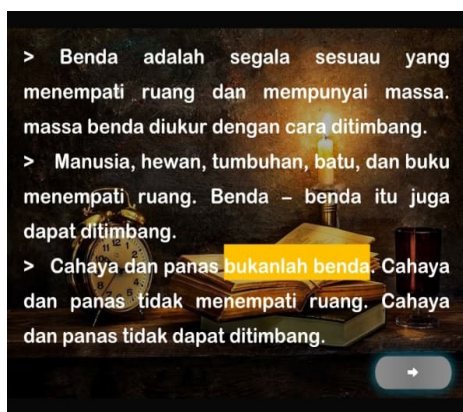 > Benda adalah segala sesuau yang
menempati ruang dan mempunyai massa.
massa benda diukur dengan cara ditimbang.
> Manusia, hewan, tumbuhan, batu, dan buku
menempati ruang. Benda – benda itu juga
dapat ditimbang.
> Cahaya dan panas bukanlah benda. Cahaya
dan panas tidak menempati ruang. Cahaya
dan panas tidak dapat ditimbang.